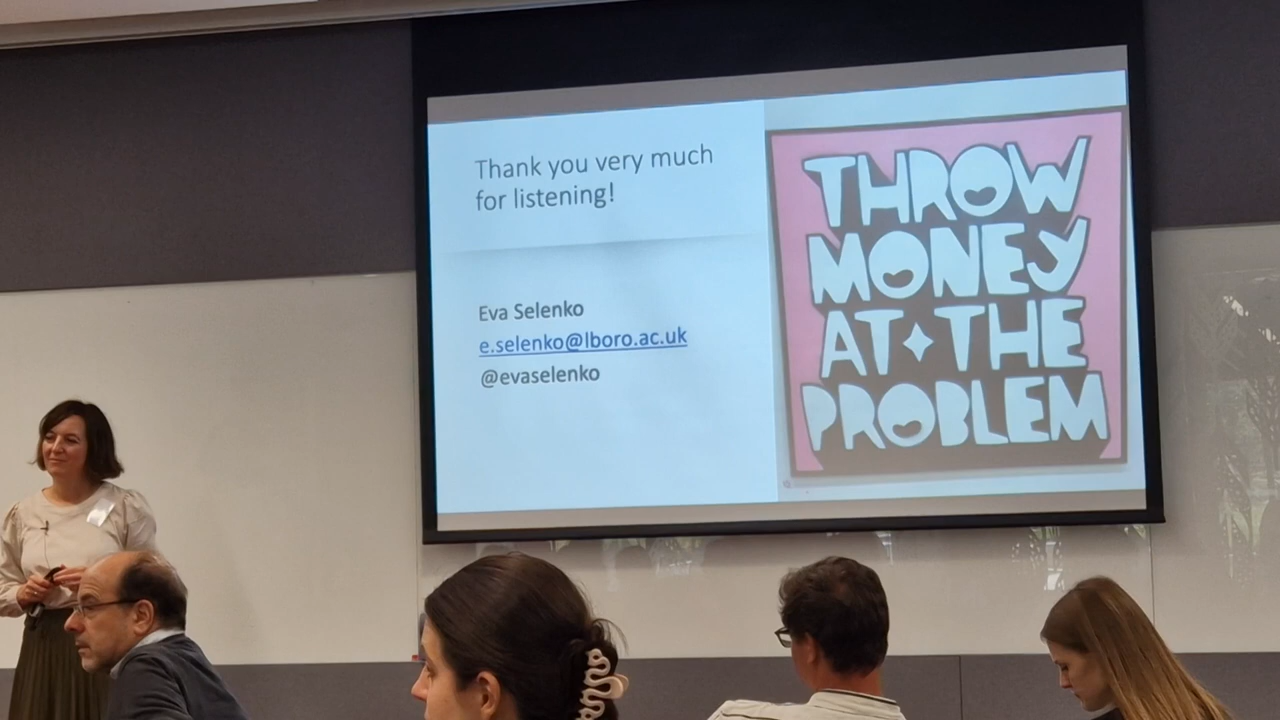 Thank you very much
for listening!
Eva Selenko
e.selenko@lboro.ac.uk
@evaselenko
THROW
MONEY
AT THE
PROBLEM